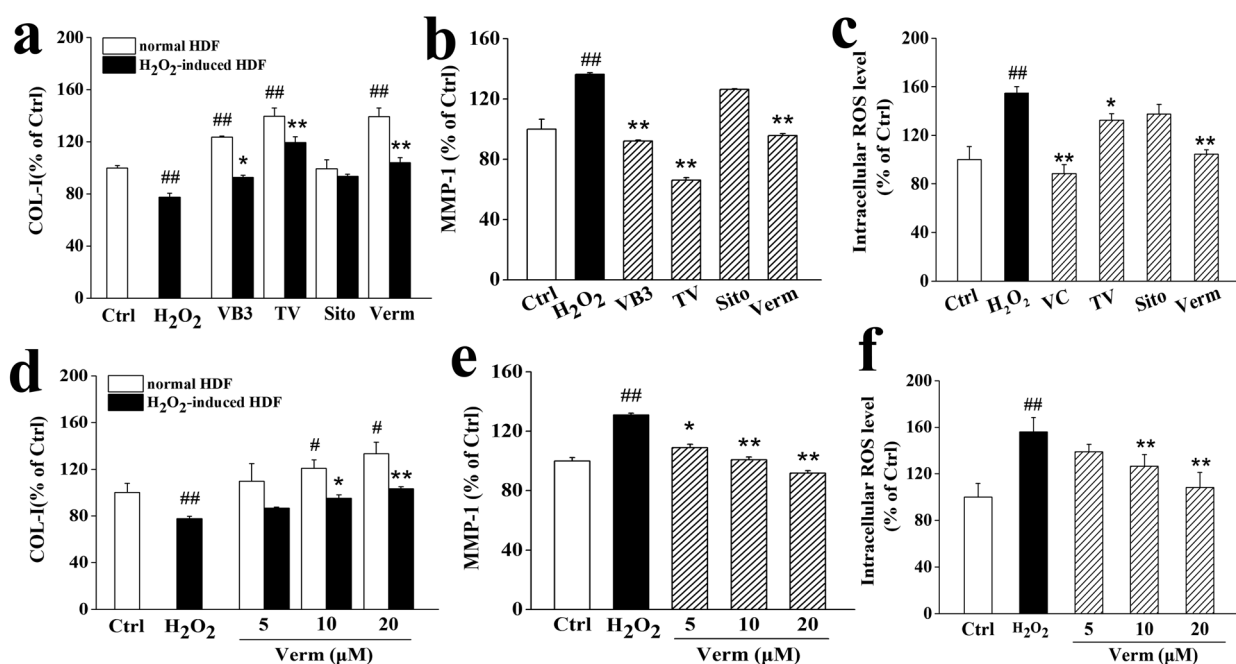 a
COL-I(% of Ctrl)
200
160
120
80
40
0
normal HDF
H₂O₂-induced HDF
##
##
*
##
**
##
**
Ctrl H₂O₂ VB3 TV Sito Verm
b
MMP-1 (% of Ctrl)
160
120
80
40
0
##
**
**
**
Ctrl H₂O₂ VB3 TV Sito Verm
c
Intracellular ROS level
(% of Ctrl)
200
160
120
80
40
0
##
**
*
**
Ctrl H₂O₂ VC TV Sito Verm
d
COL-I(% of Ctrl)
200
160
120
80
40
0
normal HDF
H₂O₂-induced HDF
##
#
*
#
**
Ctrl H₂O₂ 5 10 20
Verm (µM)
e
MMP-1 (% of Ctrl)
160
120
80
40
0
##
*
**
**
Ctrl H₂O₂ 5 10 20
Verm (µM)
f
Intracellular ROS level
(% of Ctrl)
200
160
120
80
40
0
##
**
**
Ctrl H₂O₂ 5 10 20
Verm (µM)